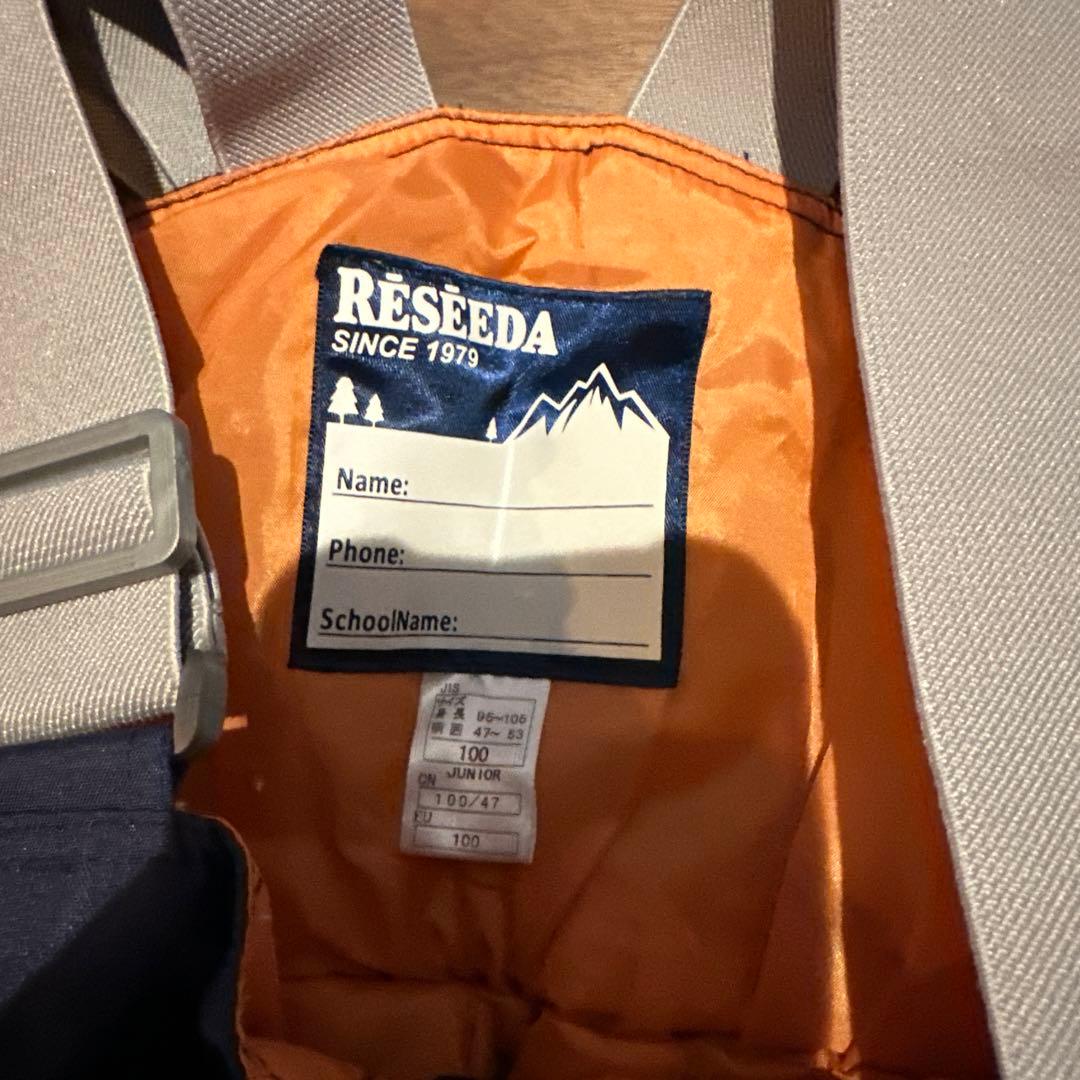 RĒSĒEDA
SINCE 1979
Name:
Phone:
SchoolName:
JIS
サイズ
身長 95~105
胴囲 47~53
100
JUNIOR
CN
100/47
EU
100